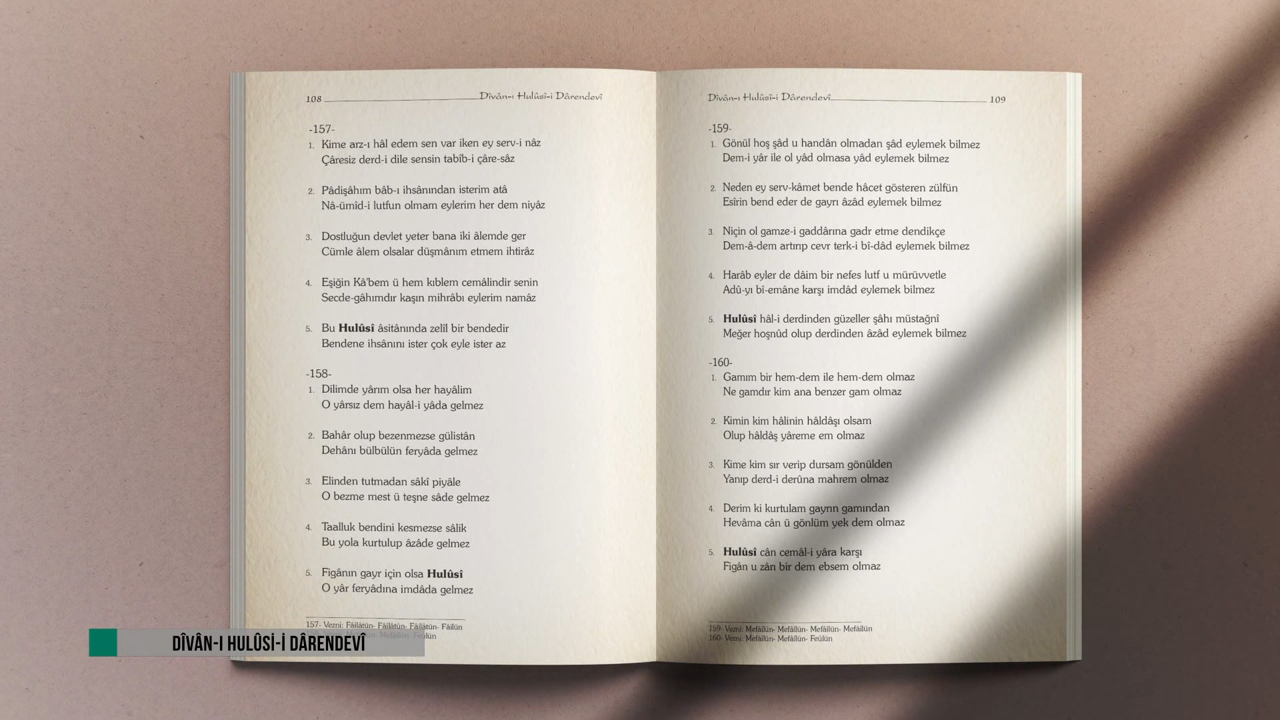 108 Dîvân-ı Hulûsî-i Dârendevî
-157-
1. Kime arz-ı hâl edem sen var iken ey serv-i nâz
Çâresiz derd-i dile sensin tabîb-i çâre-sâz
2. Pâdişâhım bâb-ı ihsânından isterim atâ
Nâ-ümîd-i lutfun olmam eylerim her dem niyâz
3. Dostluğun devlet yeter bana iki âlemde ger
Cümle âlem olsalar düşmânım etmem ihtirâz
4. Eşiğin Kâ'bem ü hem kıblem cemâlindir senin
Secde-gâhımdır kaşın mihrâbı eylerim namâz
5. Bu Hulûsî âsitânında zelîl bir bendedir
Bendene ihsânını ister çok eyle ister az
-158-
1. Dilimde yârım olsa her hayâlim
O yârsız dem hayâl-i yâda gelmez
2. Bahâr olup bezenmezse gülistân
Dehânı bülbülün feryâda gelmez
3. Elinden tutmadan sâkî piyâle
O bezme mest ü teşne sâde gelmez
4. Taalluk bendini kesmezse sâlik
Bu yola kurtulup âzâde gelmez
5. Figânın gayr için olsa Hulûsî
O yâr feryâdına imdâda gelmez
157- Vezni: Fâilâtün- Fâilâtün- Fâilâtün- Fâilün
Mefâîlün- Feûlün
Dîvân-ı Hulûsî-i Dârendevî 109
-159-
1. Gönül hoş şâd u handân olmadan şâd eylemek bilmez
Dem-i yâr ile ol yâd olmasa yâd eylemek bilmez
2. Neden ey serv-kâmet bende hâcet gösteren zülfün
Esîrin bend eder de gayrı âzâd eylemek bilmez
3. Niçin ol gamze-i gaddârına gadr etme dendikçe
Dem-â-dem artırıp cevr terk-i bî-dâd eylemek bilmez
4. Harâb eyler de dâim bir nefes lutf u mürüvvetle
Adû-yı bî-emâne karşı imdâd eylemek bilmez
5. Hulûsî hâl-i derdinden güzeller şâhı müstağnî
Meğer hoşnûd olup derdinden âzâd eylemek bilmez
-160-
1. Gamım bir hem-dem ile hem-dem olmaz
Ne gamdır kim ana benzer gam olmaz
2. Kimin kim hâlinin hâldâşı olsam
Olup hâldâş yâreme em olmaz
3. Kime kim sır verip dursam gönülden
Yanıp derd-i derûna mahrem olmaz
4. Derim ki kurtulam gayrın gamından
Hevâma cân ü gönlüm yek dem olmaz
5. Hulûsî cân cemâl-i yâra karşı
Figân u zân bir dem ebsem olmaz
159- Vezni: Mefâîlün- Mefâîlün- Mefâîlün- Mefâîlün
160- Vezni: Mefâîlün- Mefâîlün- Feûlün
DÎVÂN-I HULÛSİ-İ DÂRENDEVÎ